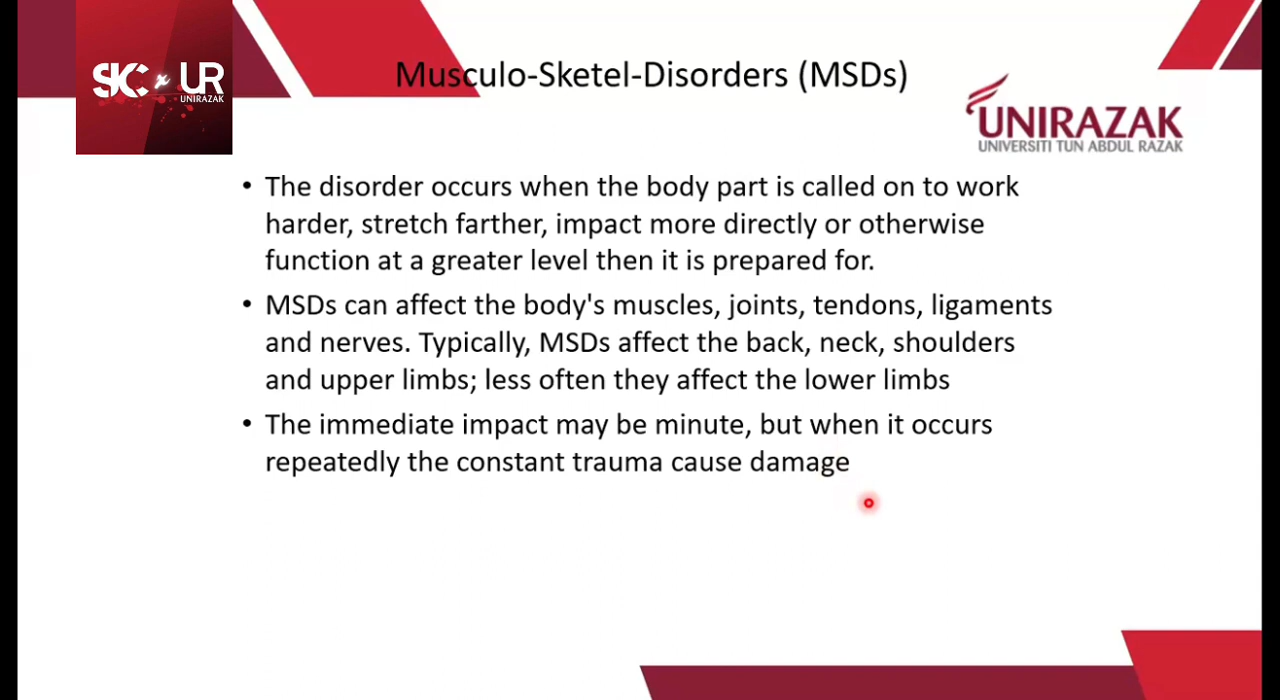 SIC x UR
UNIRAZAK
Musculo-Sketel-Disorders (MSDs)
UNIRAZAK
UNIVERSITI TUN ABDUL RAZAK
• The disorder occurs when the body part is called on to work
harder, stretch farther, impact more directly or otherwise
function at a greater level then it is prepared for.
• MSDs can affect the body's muscles, joints, tendons, ligaments
and nerves. Typically, MSDs affect the back, neck, shoulders
and upper limbs; less often they affect the lower limbs
• The immediate impact may be minute, but when it occurs
repeatedly the constant trauma cause damage